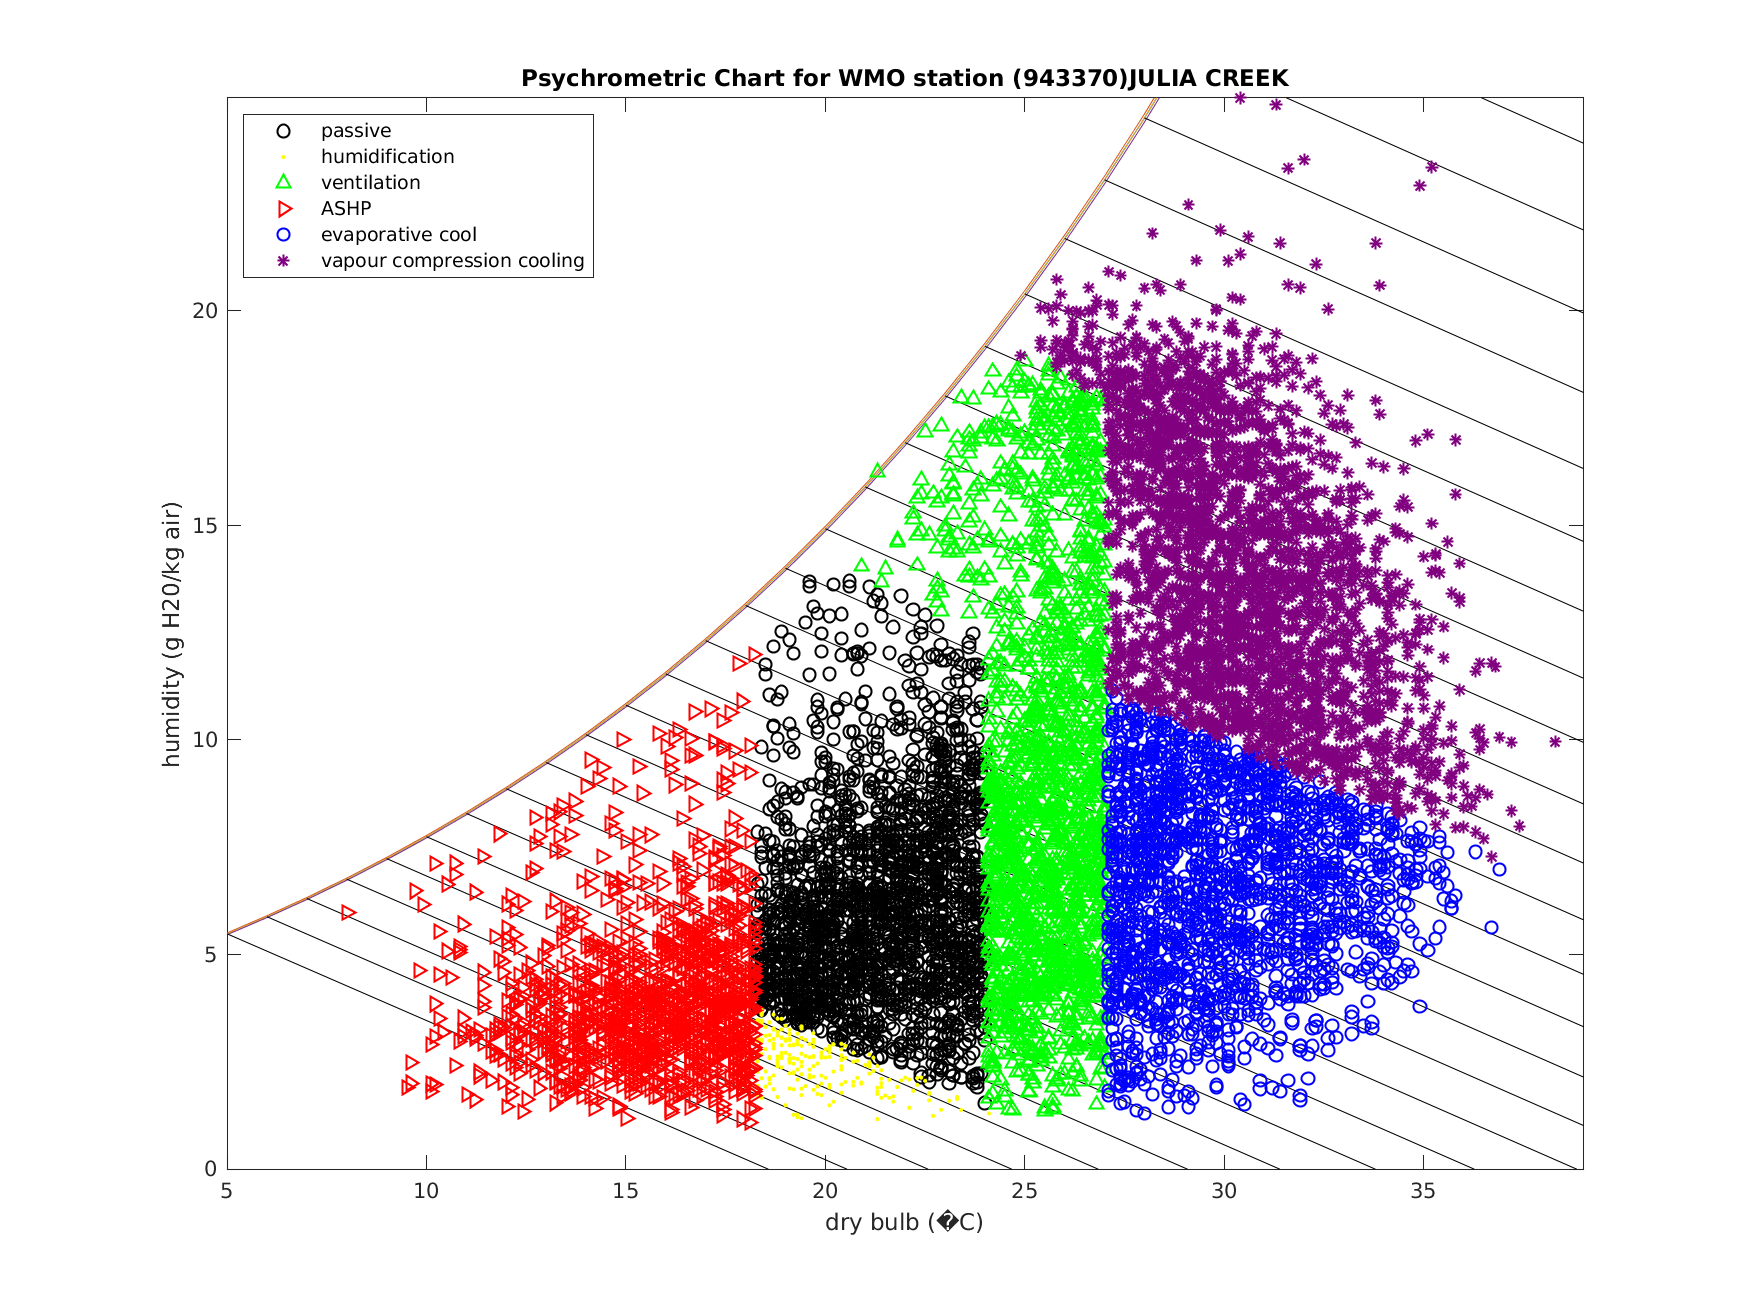 Psychrometric Chart for WMO station (943370)JULIA CREEK
passive
humidification
ventilation
ASHP
evaporative cool
vapour compression cooling
humidity (g H20/kg air)
20
15
10
5
0
5 10 15 20 25 30 35
dry bulb (�C)